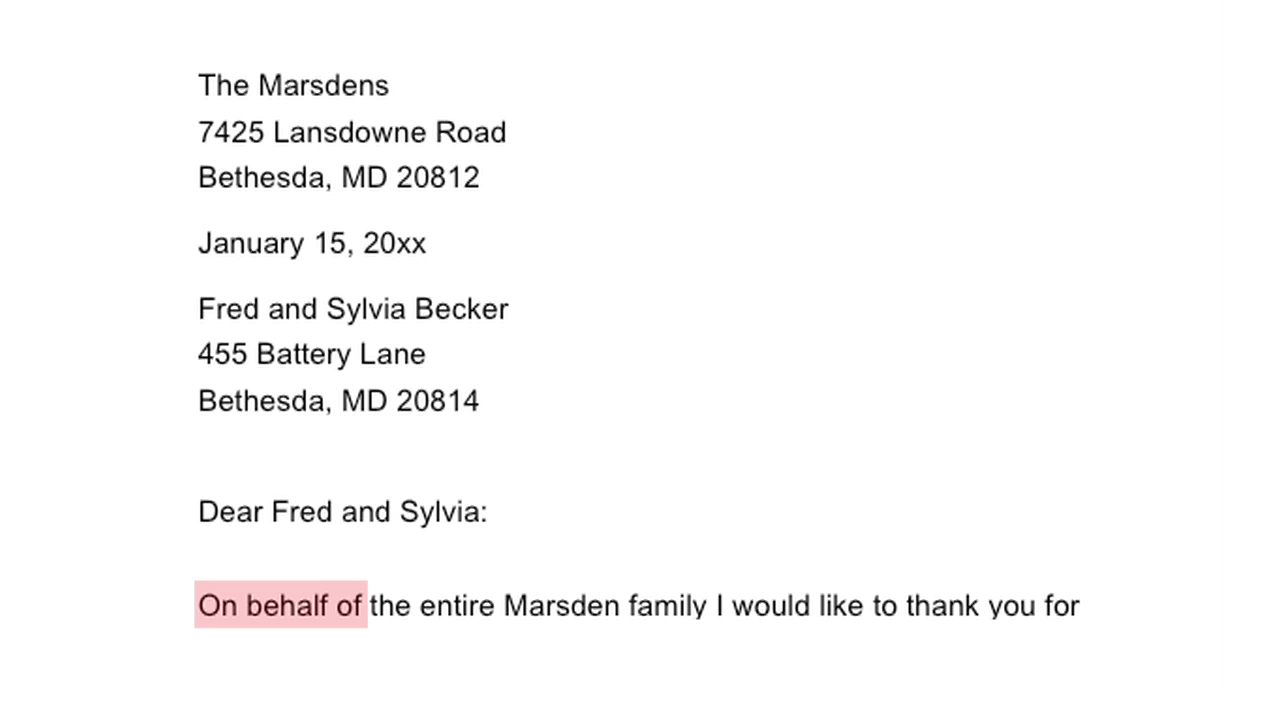 The Marsdens
7425 Lansdowne Road
Bethesda, MD 20812
January 15, 20xx
Fred and Sylvia Becker
455 Battery Lane
Bethesda, MD 20814
Dear Fred and Sylvia:
On behalf of the entire Marsden family I would like to thank you for